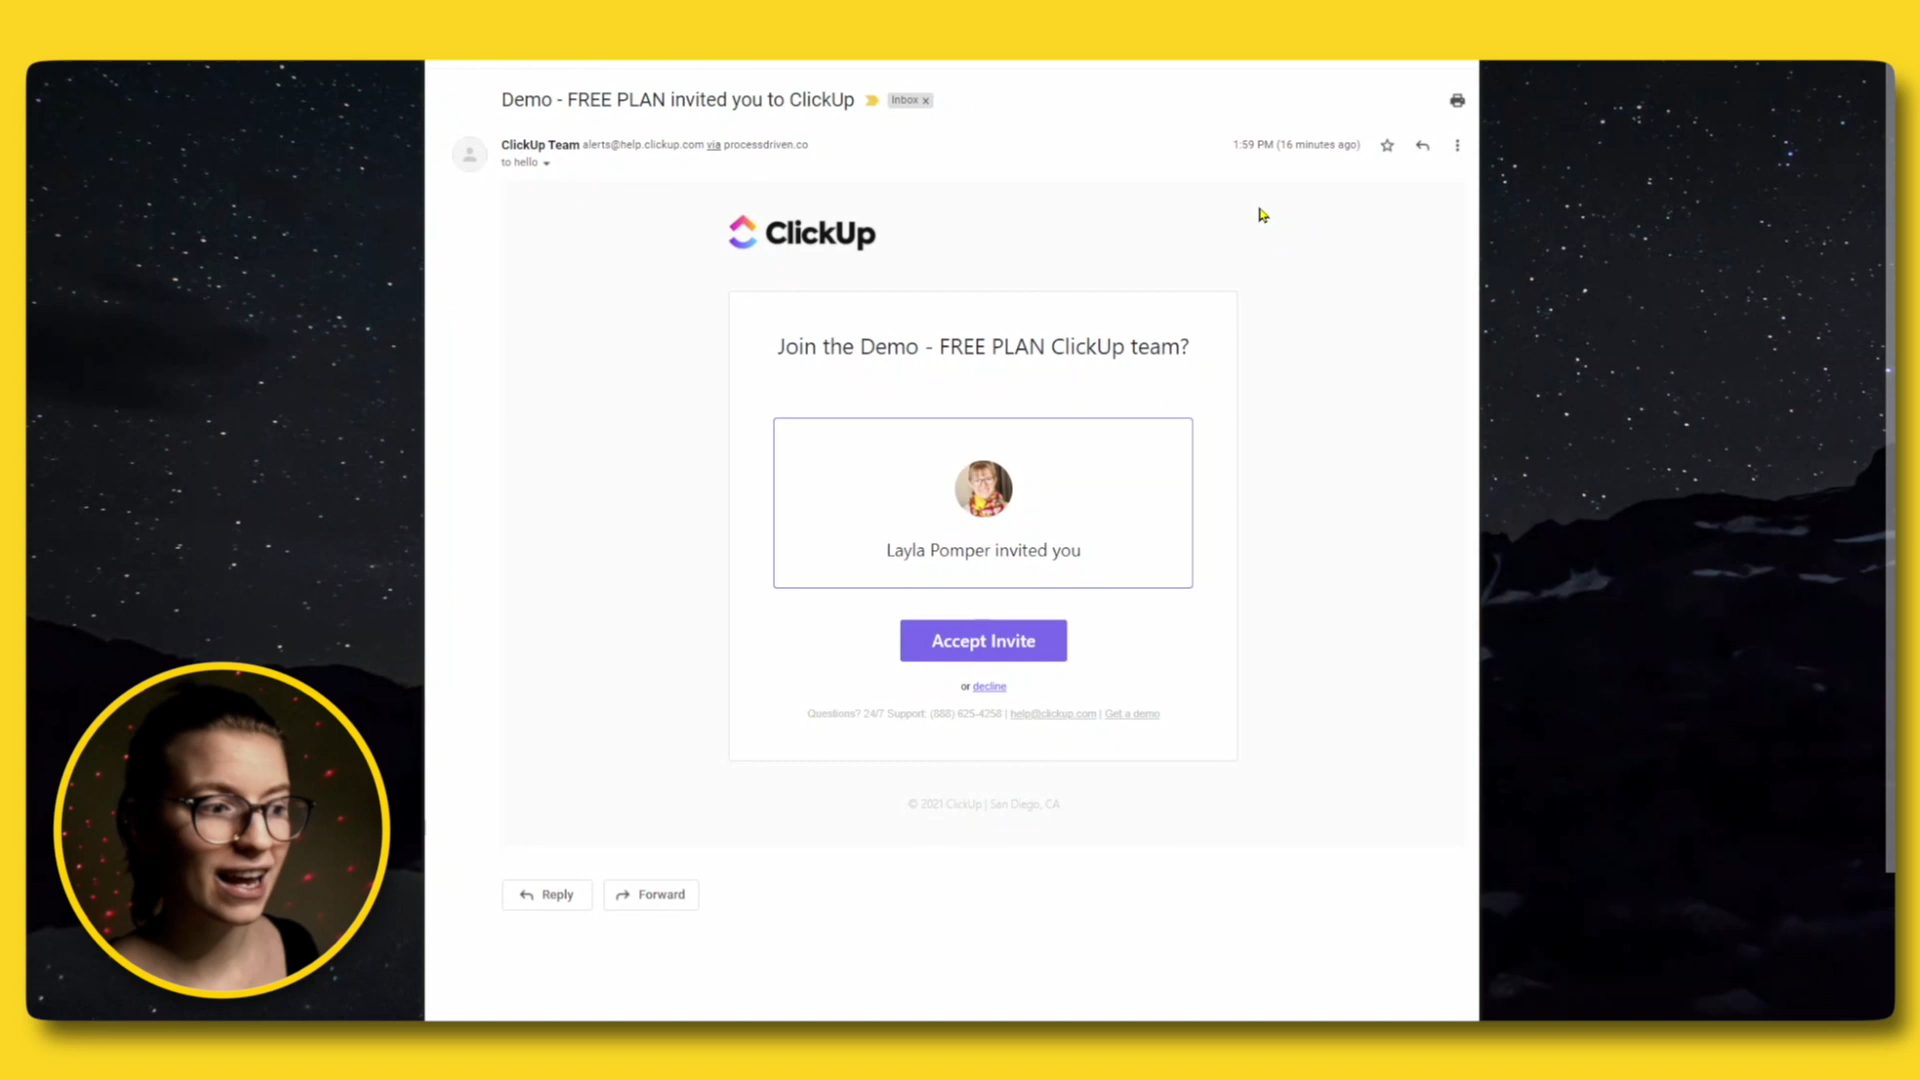 Demo - FREE PLAN invited you to ClickUp Inbox x
ClickUp Team alerts@help.clickup.com via processdriven.co 1:59 PM (16 minutes ago)
to hello
ClickUp
Join the Demo - FREE PLAN ClickUp team?
Layla Pomper invited you
Accept Invite
or decline
Questions? 24/7 Support: (888) 625-4258 | help@clickup.com | Get a demo
© 2021 ClickUp | San Diego, CA
Reply Forward